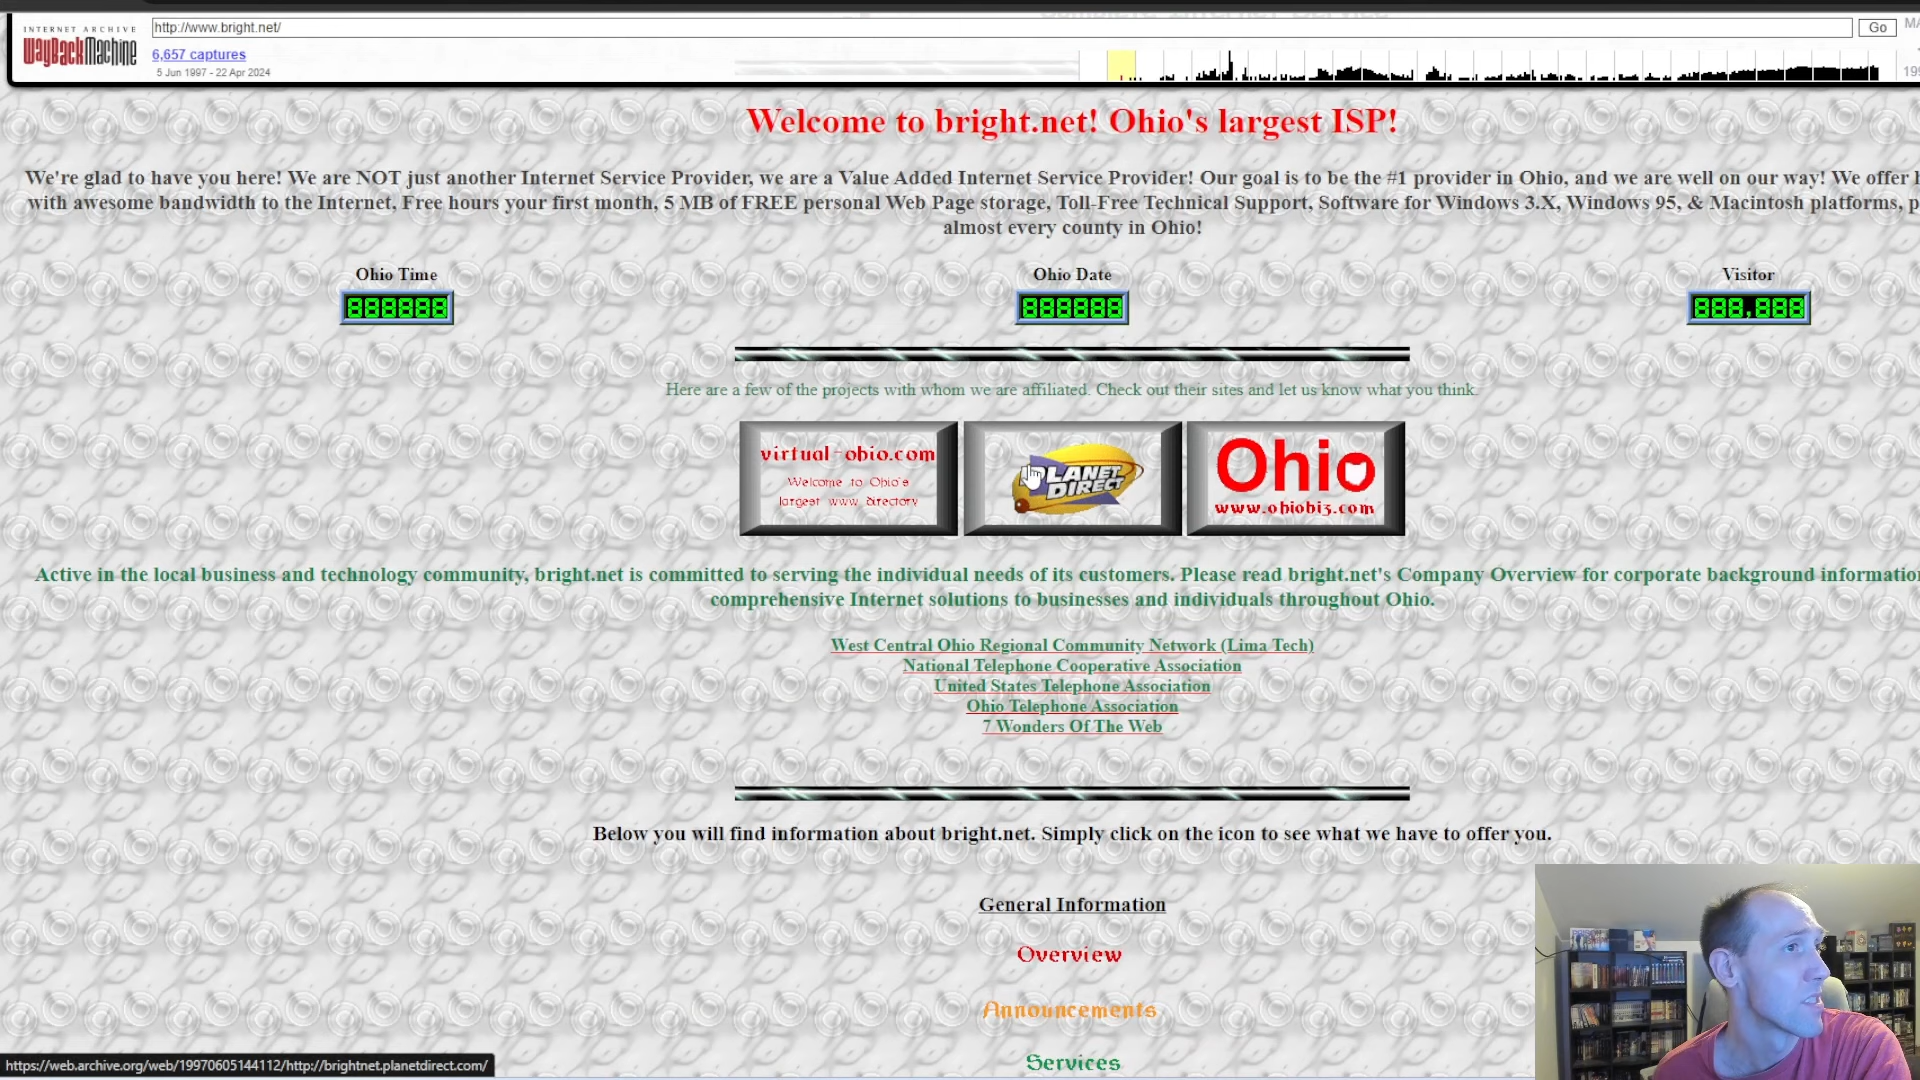 INTERNET ARCHIVE
WayBackMachine
http://www.bright.net/
Go
6,657 captures
5 Jun 1997 - 22 Apr 2024
Welcome to bright.net! Ohio's largest ISP!
We're glad to have you here! We are NOT just another Internet Service Provider, we are a Value Added Internet Service Provider! Our goal is to be the #1 provider in Ohio, and we are well on our way! We offer
with awesome bandwidth to the Internet, Free hours your first month, 5 MB of FREE personal Web Page storage, Toll-Free Technical Support, Software for Windows 3.X, Windows 95, & Macintosh platforms,
almost every county in Ohio!
Ohio Time
Ohio Date
Visitor
888888
888888
888,888
Here are a few of the projects with whom we are affiliated. Check out their sites and let us know what you think.
virtual-ohio.com
Welcome to Ohio's
largest www directory
PLANET
DIRECT
Ohio
www.ohiobiz.com
Active in the local business and technology community, bright.net is committed to serving the individual needs of its customers. Please read bright.net's Company Overview for corporate background information
comprehensive Internet solutions to businesses and individuals throughout Ohio.
West Central Ohio Regional Community Network (Lima Tech)
National Telephone Cooperative Association
United States Telephone Association
Ohio Telephone Association
7 Wonders Of The Web
Below you will find information about bright.net. Simply click on the icon to see what we have to offer you.
General Information
Overview
Announcements
Services
https://web.archive.org/web/19970605144112/http://brightnet.planetdirect.com/